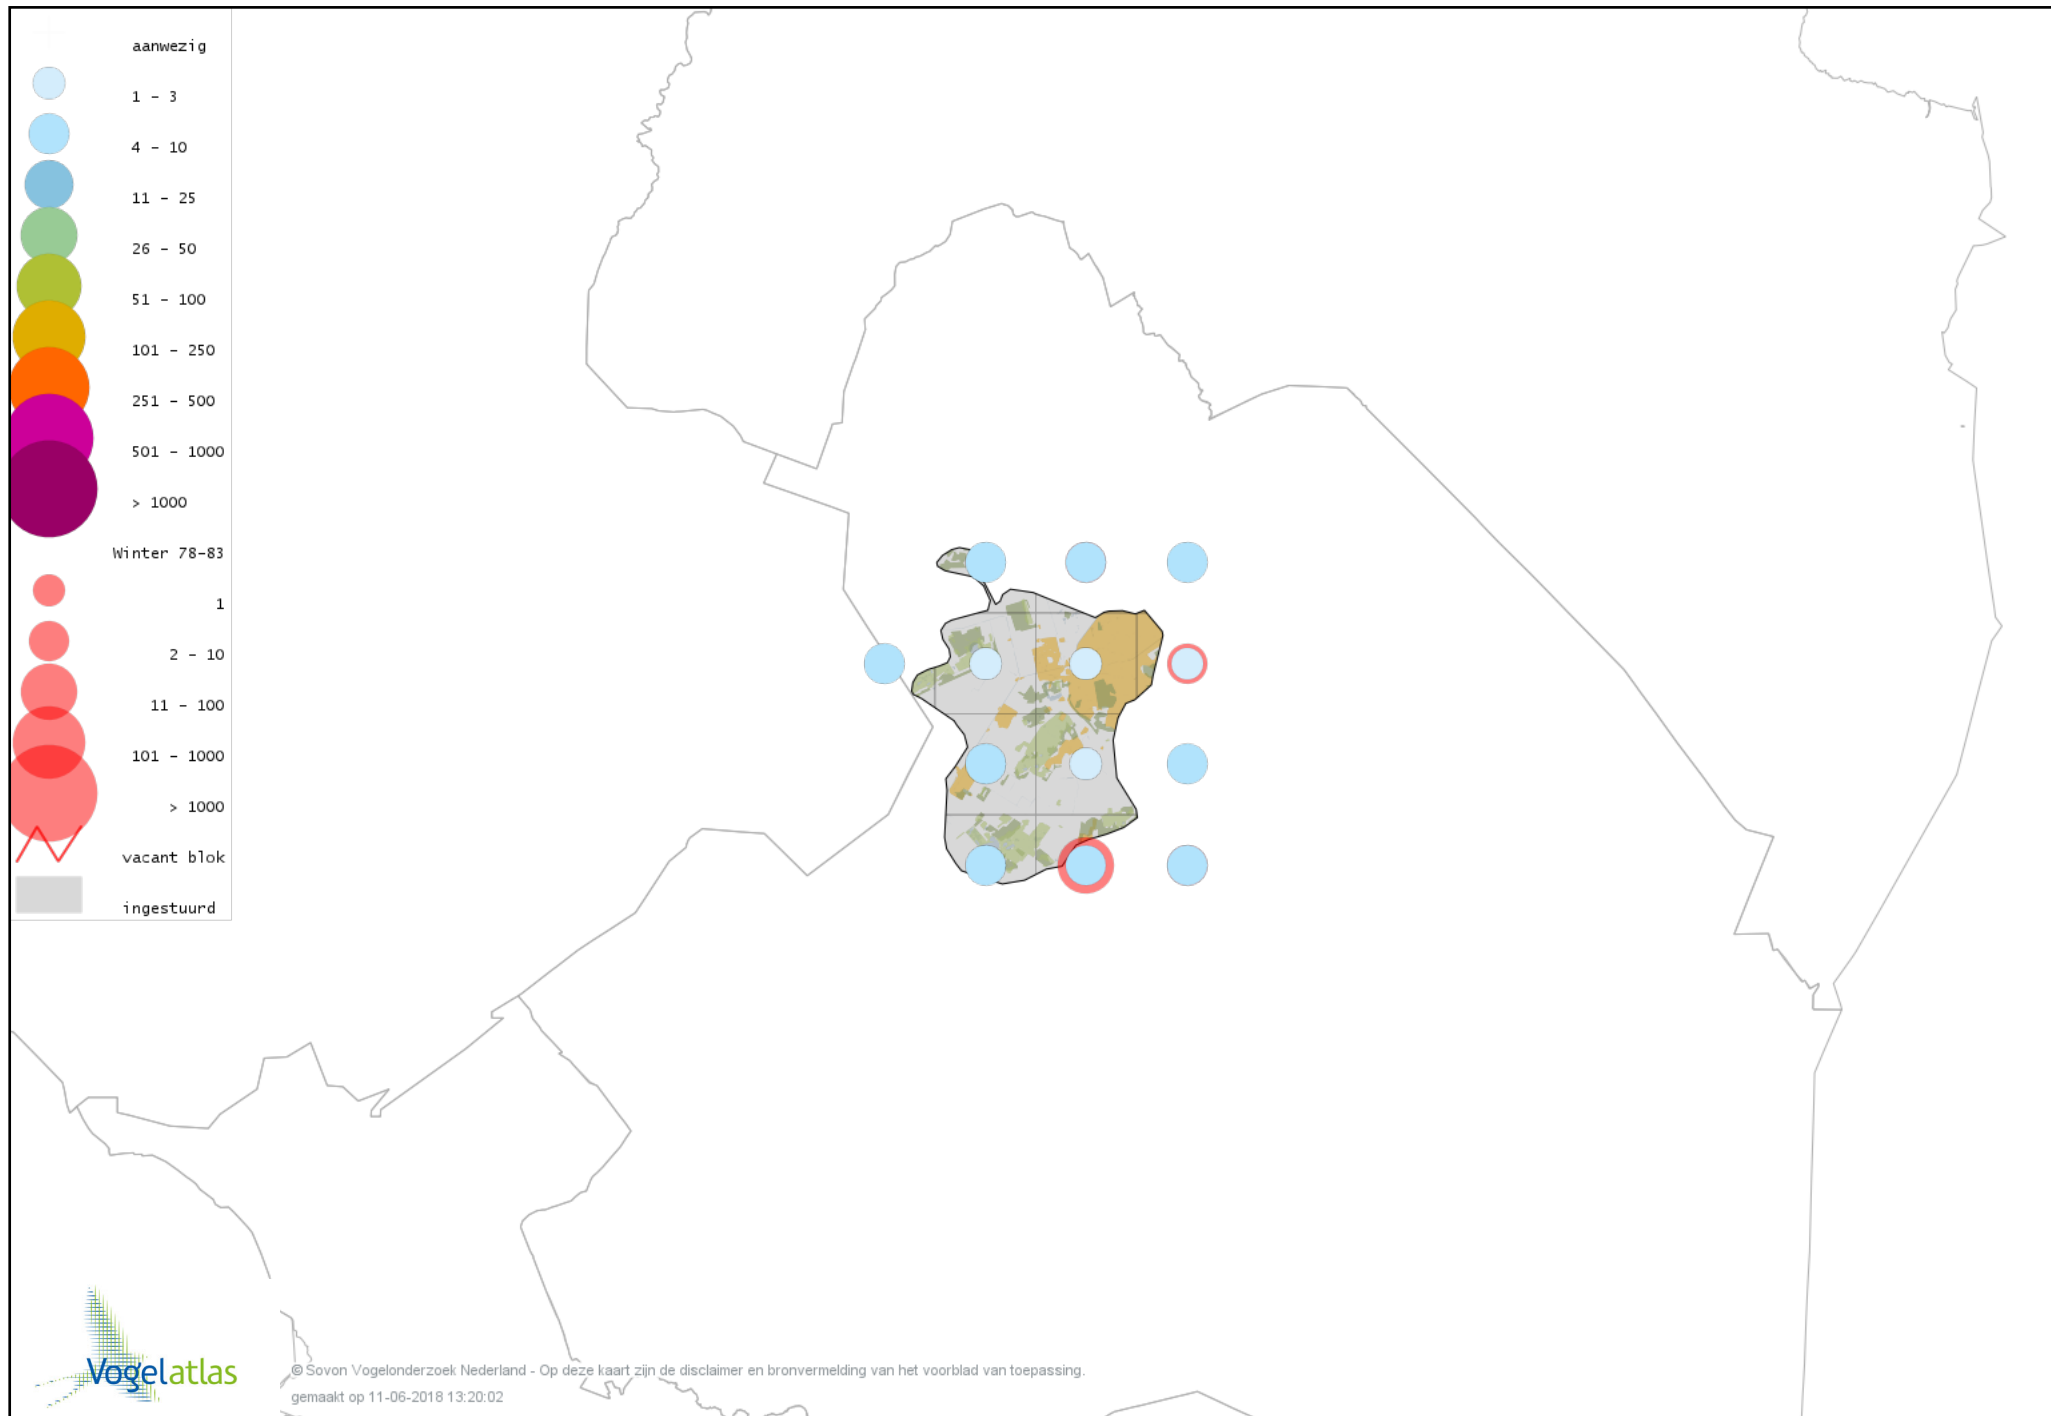 aanwezig
1 - 3
4 - 10
11 - 25
26 - 50
51 - 100
101 - 250
251 - 500
501 - 1000
> 1000
Winter 78-83
1
2 - 10
11 - 100
101 - 1000
> 1000
vacant blok
ingestuurd
Vogelatlas
© Sovon Vogelonderzoek Nederland - Op deze kaart zijn de disclaimer en bronvermelding van het voorblad van toepassing.
gemaakt op 11-06-2018 13:20:02